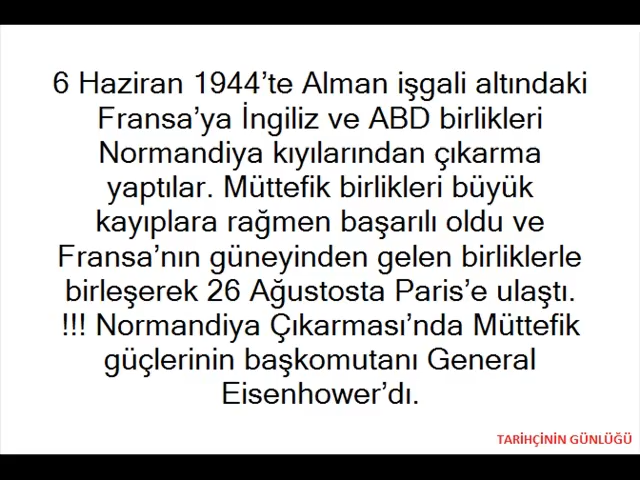 6 Haziran 1944’te Alman işgali altındaki
Fransa’ya İngiliz ve ABD birlikleri
Normandiya kıyılarından çıkarma
yaptılar. Müttefik birlikleri büyük
kayıplara rağmen başarılı oldu ve
Fransa’nın güneyinden gelen birliklerle
birleşerek 26 Ağustosta Paris’e ulaştı.
!!! Normandiya Çıkarması’nda Müttefik
güçlerinin başkomutanı General
Eisenhower’dı.
TARİHÇİNİN GÜNLÜĞÜ